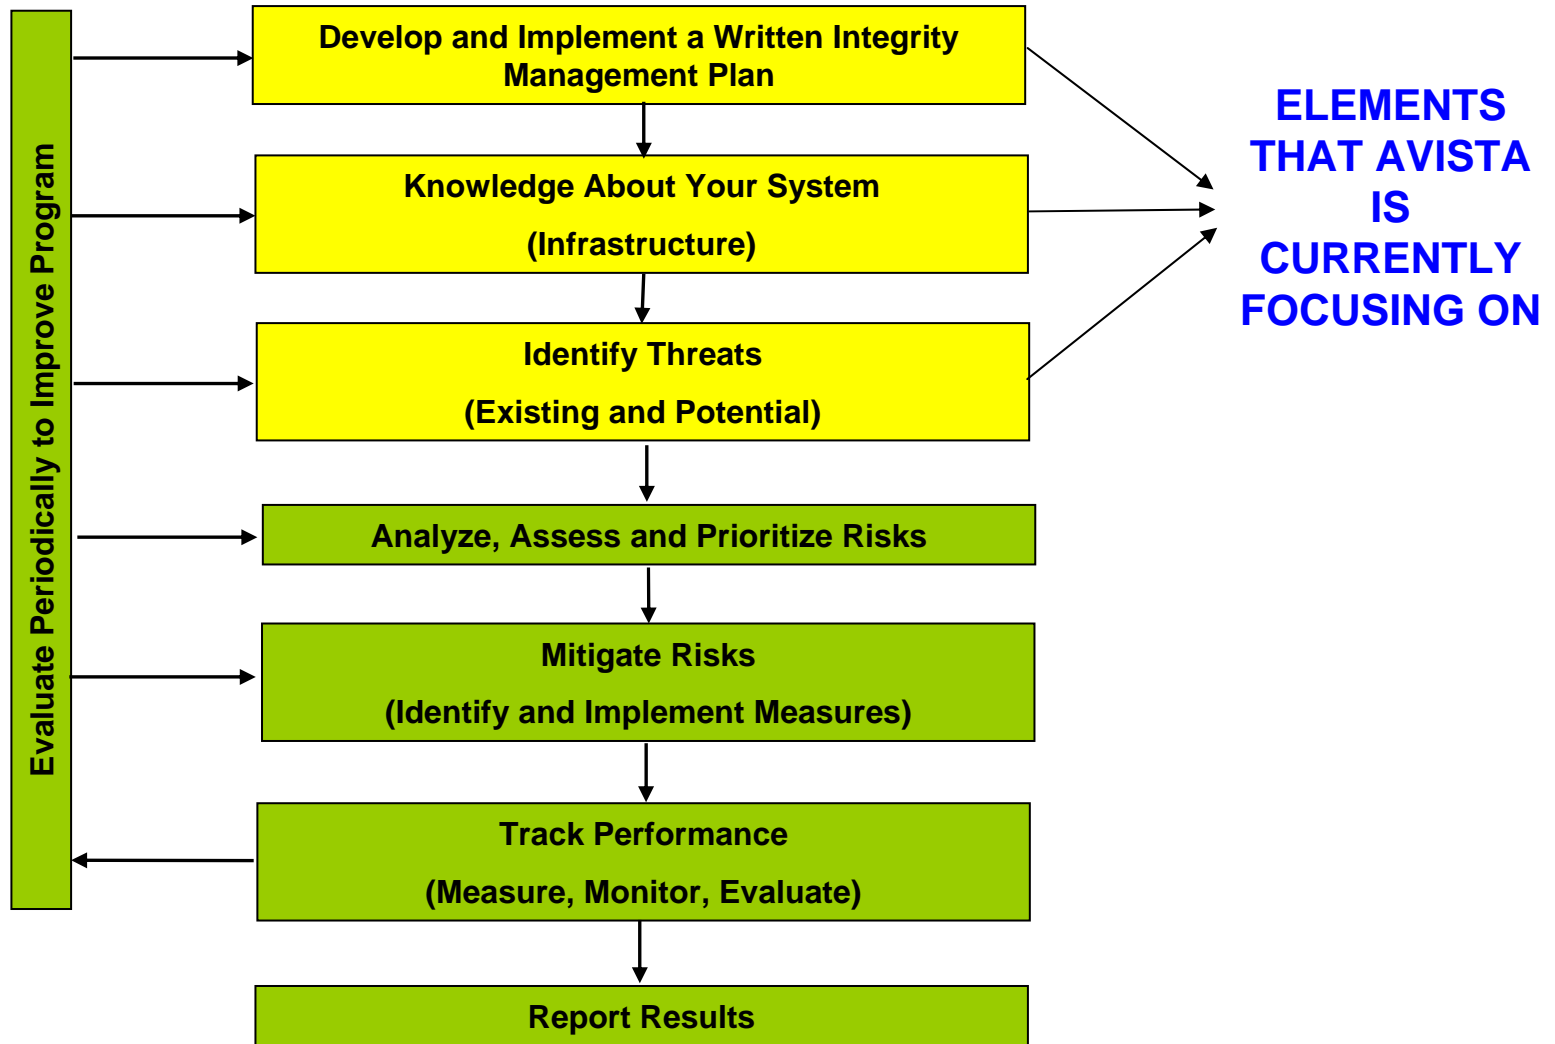 Evaluate Periodically to Improve Program
Develop and Implement a Written Integrity
Management Plan
Knowledge About Your System
(Infrastructure)
Identify Threats
(Existing and Potential)
Analyze, Assess and Prioritize Risks
Mitigate Risks
(Identify and Implement Measures)
Track Performance
(Measure, Monitor, Evaluate)
Report Results
ELEMENTS
THAT AVISTA
IS
CURRENTLY
FOCUSING ON